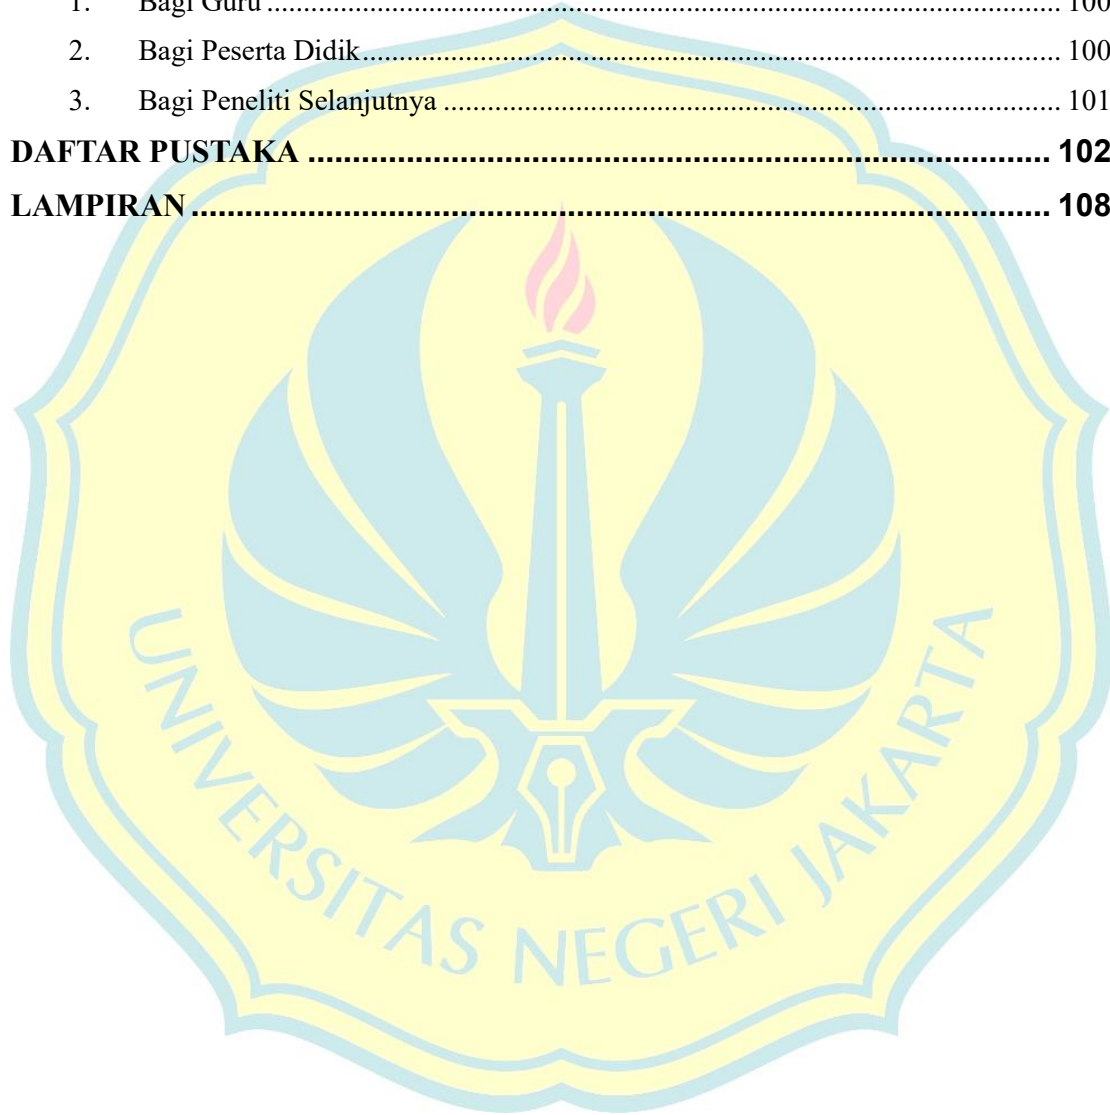 1. Bagi Guru ........................................................................................................... 100
2. Bagi Peserta Didik ............................................................................................. 100
3. Bagi Peneliti Selanjutnya .................................................................................. 101
DAFTAR PUSTAKA .................................................................................. 102
LAMPIRAN ............................................................................................... 108
UNIVERSITAS NEGERI JAKARTA